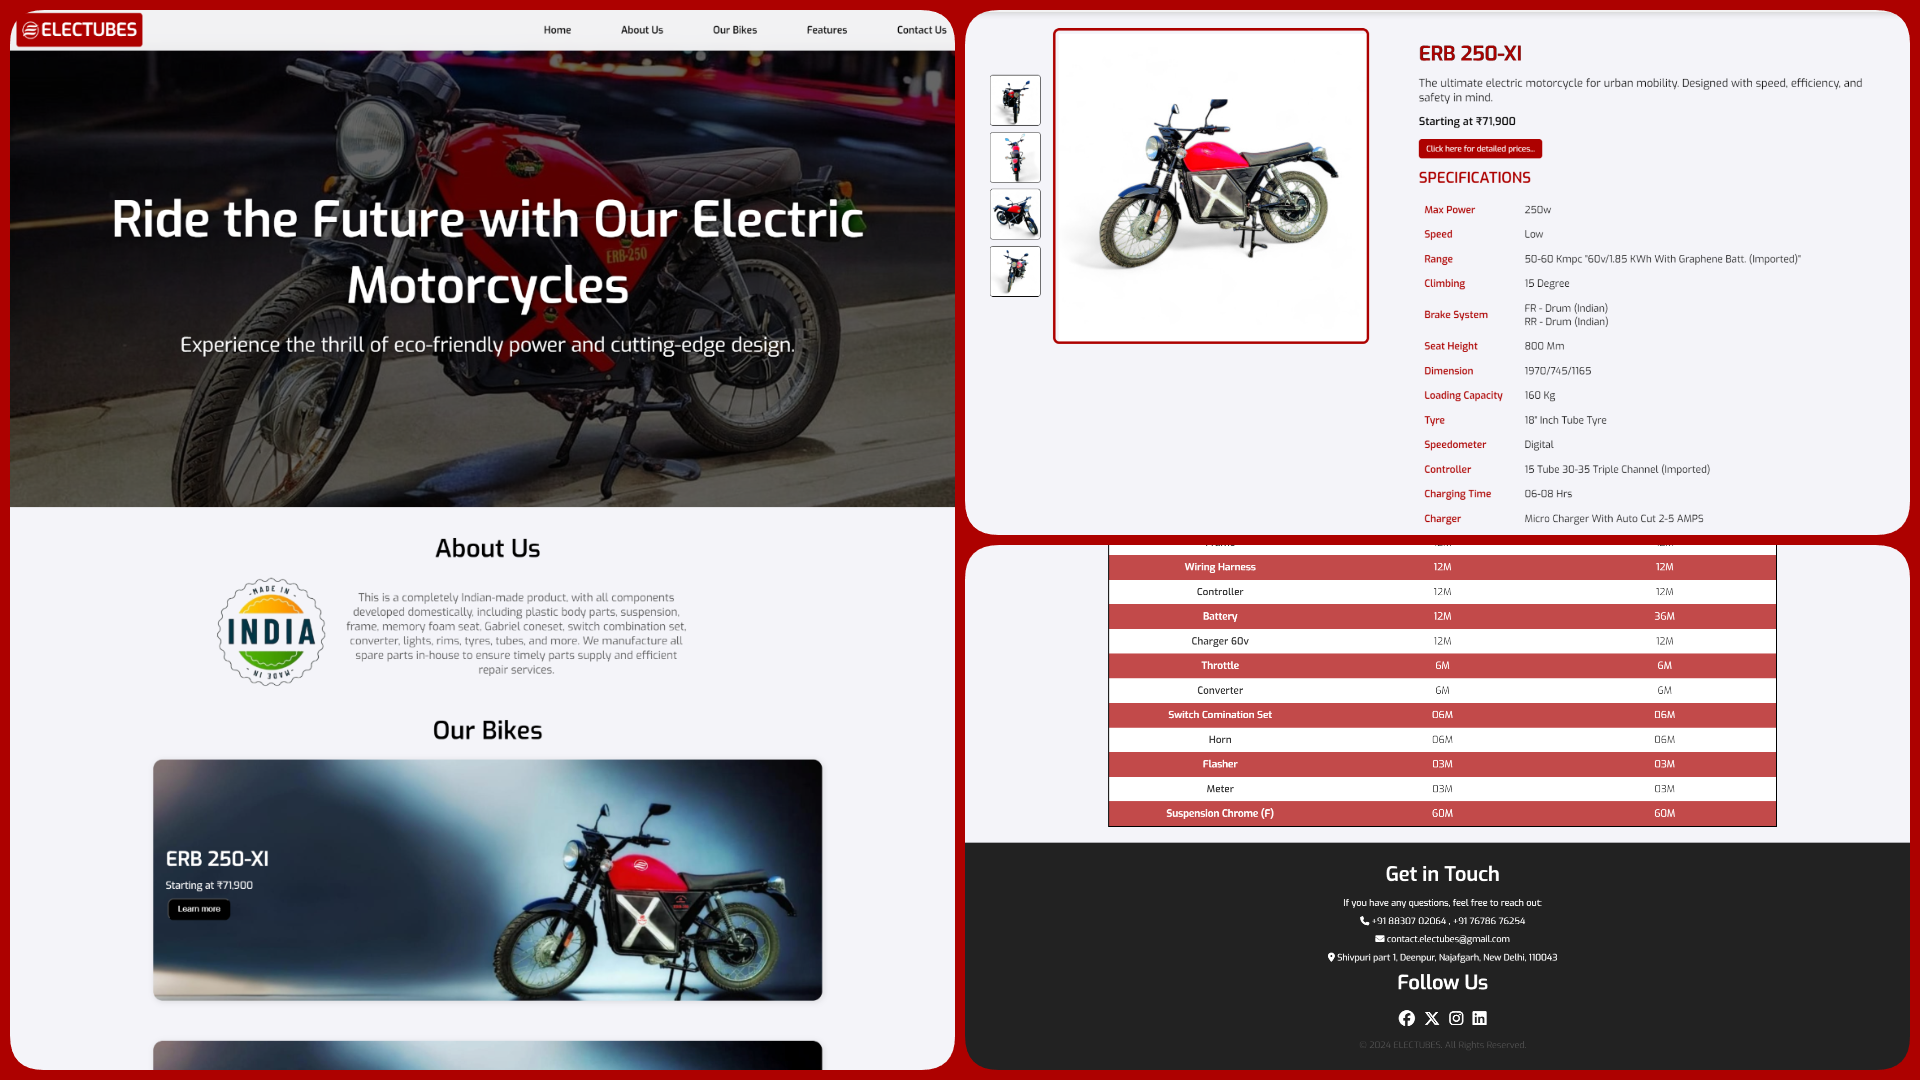 ELECTUBES
Home
About Us
Our Bikes
Features
Contact Us
Ride the Future with Our Electric
Motorcycles
Experience the thrill of eco-friendly power and cutting-edge design.
ERB-250
About Us
MADE IN
INDIA
MADE IN
This is a completely Indian-made product, with all components
developed domestically, including plastic body parts, suspension,
frame, memory foam seat, Gabriel coneset, switch combination set,
converter, lights, rims, tyres, tubes, and more. We manufacture all
spare parts in-house to ensure timely parts supply and efficient
repair services.
Our Bikes
ERB 250-XI
Starting at ₹71,900
Learn more
ERB 250-XI
The ultimate electric motorcycle for urban mobility. Designed with speed, efficiency, and
safety in mind.
Starting at ₹71,900
Click here for detailed prices...
SPECIFICATIONS
Max Power 250w
Speed Low
Range 50-60 Kmpc "60v/1.85 KWh With Graphene Batt. (Imported)"
Climbing 15 Degree
Brake System FR - Drum (Indian)
RR - Drum (Indian)
Seat Height 800 Mm
Dimension 1970/745/1165
Loading Capacity 160 Kg
Tyre 18" Inch Tube Tyre
Speedometer Digital
Controller 15 Tube 30-35 Triple Channel (Imported)
Charging Time 06-08 Hrs
Charger Micro Charger With Auto Cut 2-5 AMPS
Wiring Harness 12M 12M
Controller 12M 12M
Battery 12M 36M
Charger 60v 12M 12M
Throttle 6M 6M
Converter 6M 6M
Switch Comination Set 06M 06M
Horn 06M 06M
Flasher 03M 03M
Meter 03M 03M
Suspension Chrome (F) 60M 60M
Get in Touch
If you have any questions, feel free to reach out:
+91 88307 02064 , +91 76786 76254
contact.electubes@gmail.com
Shivpuri part 1, Deenpur, Najafgarh, New Delhi, 110043
Follow Us
© 2024 ELECTUBES. All Rights Reserved.